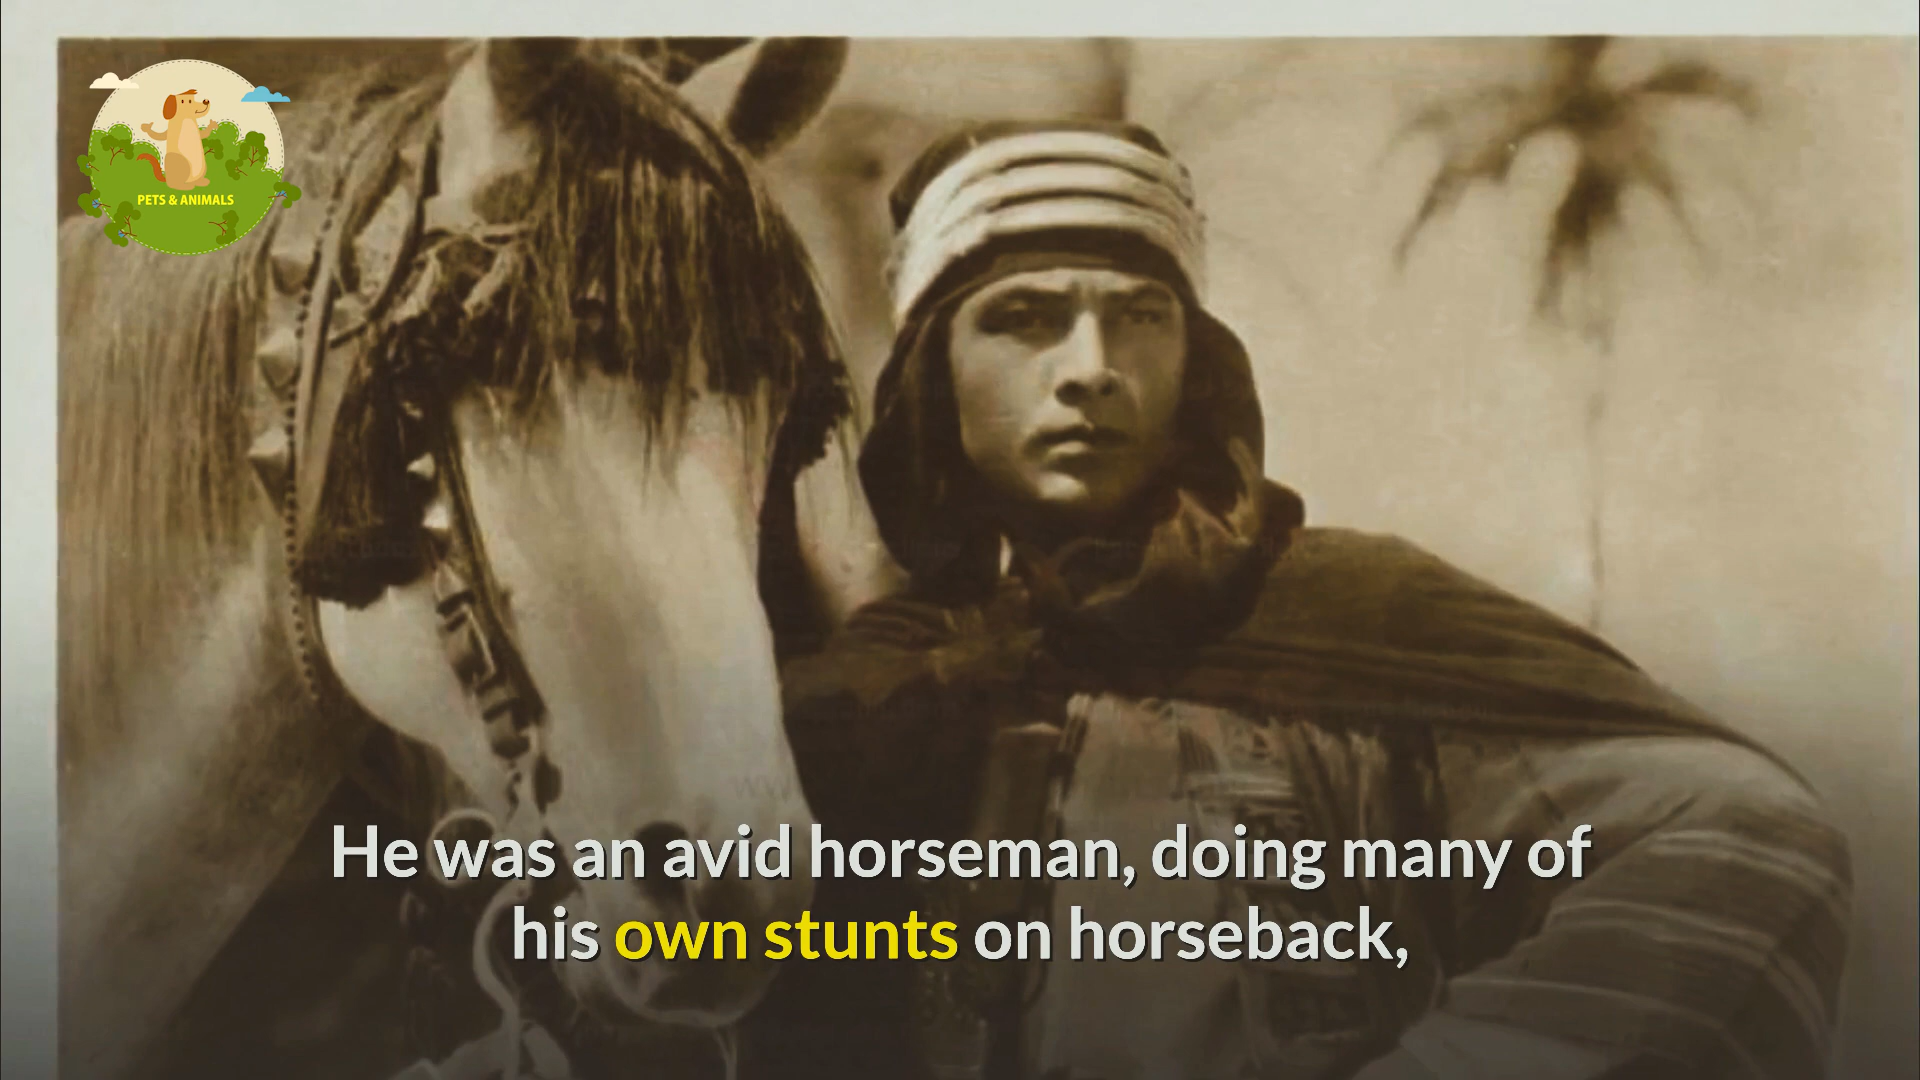 PETS & ANIMALS
He was an avid horseman, doing many of
his own stunts on horseback,